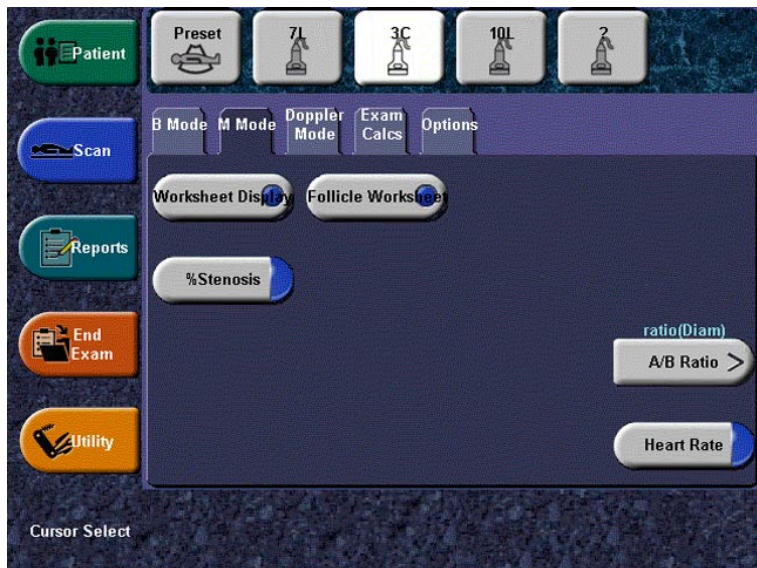 Patient
Preset
7L
3C
10L
?
Scan
B Mode
M Mode
Doppler
Mode
Exam
Calcs
Options
Worksheet Display
Follicle Worksheet
Reports
%Stenosis
End
Exam
ratio(Diam)
A/B Ratio >
Utility
Heart Rate
Cursor Select